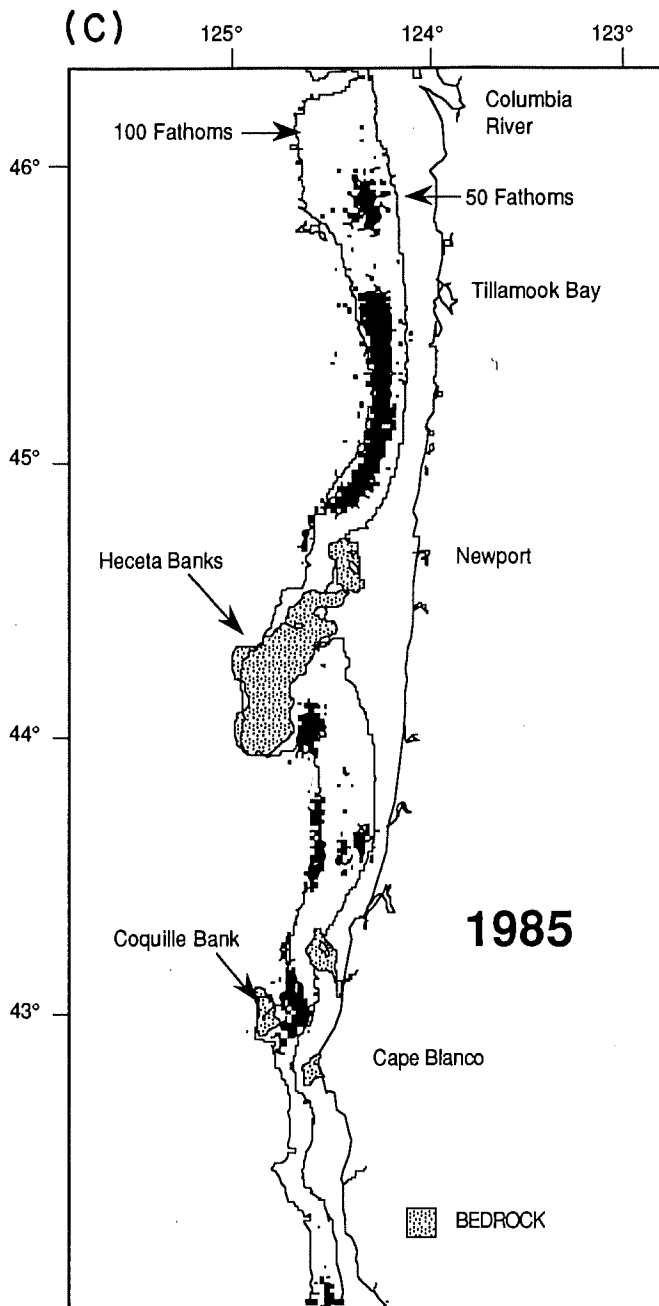 (C)
125°
124°
123°
Columbia
River
100 Fathoms
46°
50 Fathoms
Tillamook Bay
45°
Heceta Banks
Newport
44°
1985
Coquille Bank
43°
Cape Blanco
BEDROCK